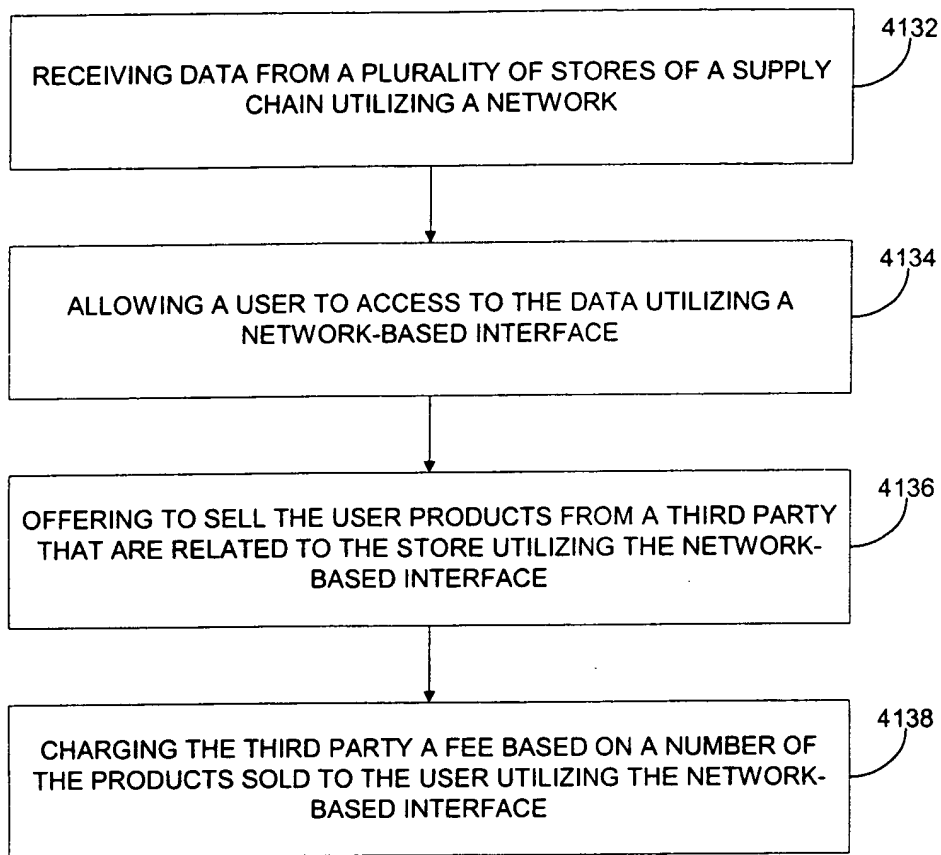 4132
RECEIVING DATA FROM A PLURALITY OF STORES OF A SUPPLY
CHAIN UTILIZING A NETWORK
4134
ALLOWING A USER TO ACCESS TO THE DATA UTILIZING A
NETWORK-BASED INTERFACE
4136
OFFERING TO SELL THE USER PRODUCTS FROM A THIRD PARTY
THAT ARE RELATED TO THE STORE UTILIZING THE NETWORK-
BASED INTERFACE
4138
CHARGING THE THIRD PARTY A FEE BASED ON A NUMBER OF
THE PRODUCTS SOLD TO THE USER UTILIZING THE NETWORK-
BASED INTERFACE